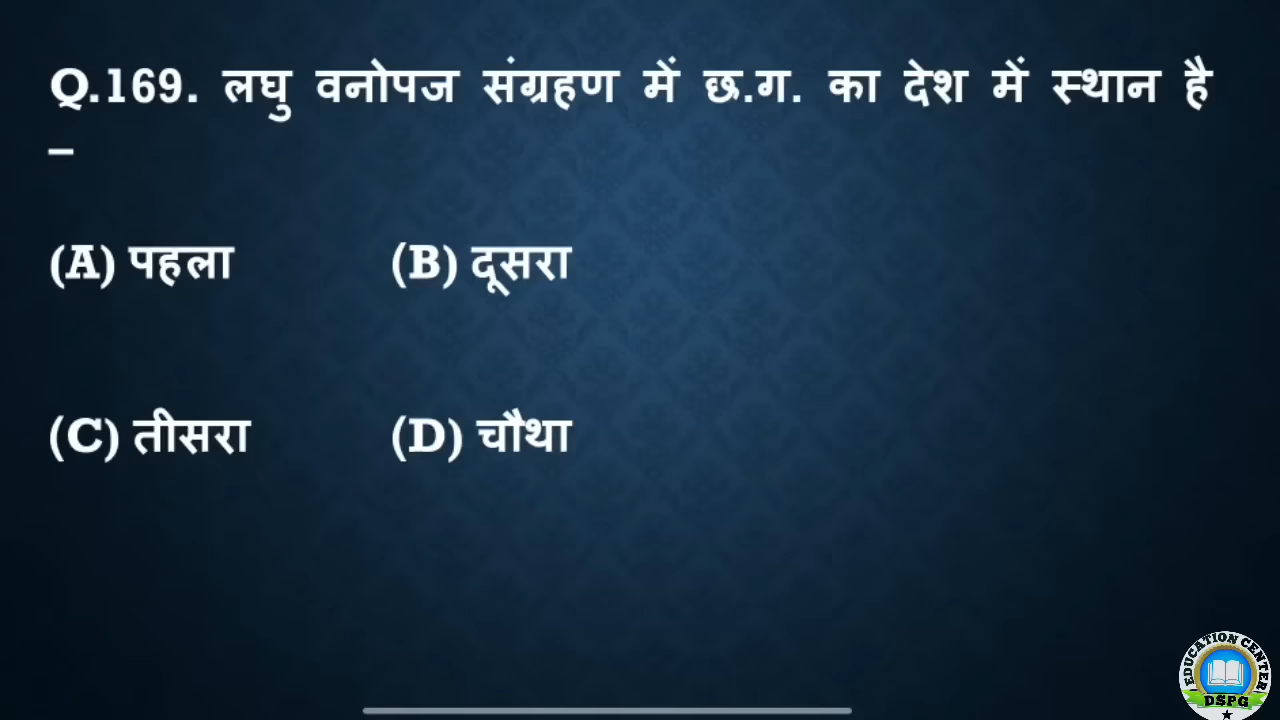 Q.169. लघु वनोपज संग्रहण में छ.ग. का देश में स्थान है
–
(A) पहला (B) दूसरा
(C) तीसरा (D) चौथा
EDUCATION CENTER
DSPG